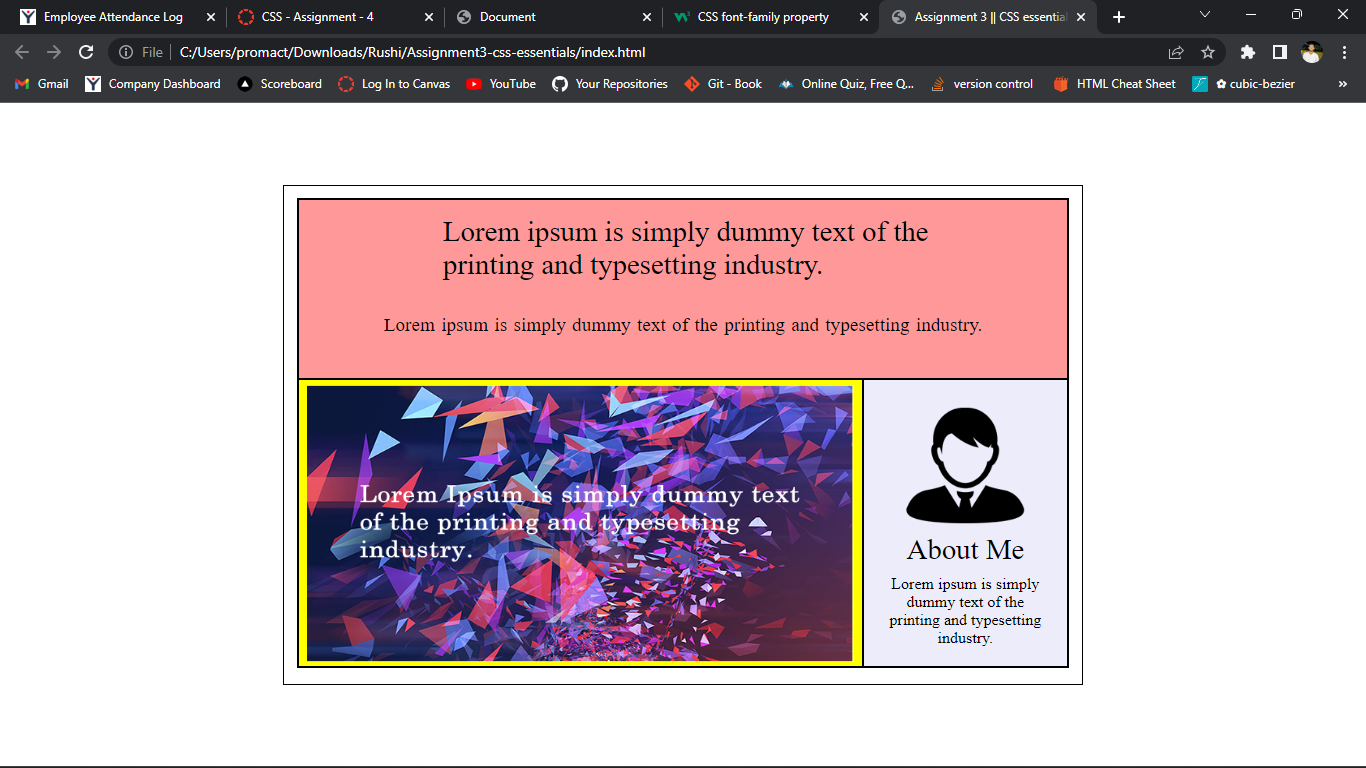 Employee Attendance Log
CSS - Assignment - 4
Document
CSS font-family property
Assignment 3 || CSS essential
File
C:/Users/promact/Downloads/Rushi/Assignment3-css-essentials/index.html
Gmail
Company Dashboard
Scoreboard
Log In to Canvas
YouTube
Your Repositories
Git - Book
Online Quiz, Free Q...
version control
HTML Cheat Sheet
✿ cubic-bezier
»
Lorem ipsum is simply dummy text of the
printing and typesetting industry.
Lorem ipsum is simply dummy text of the printing and typesetting industry.
Lorem Ipsum is simply dummy text
of the printing and typesetting
industry.
About Me
Lorem ipsum is simply
dummy text of the
printing and typesetting
industry.